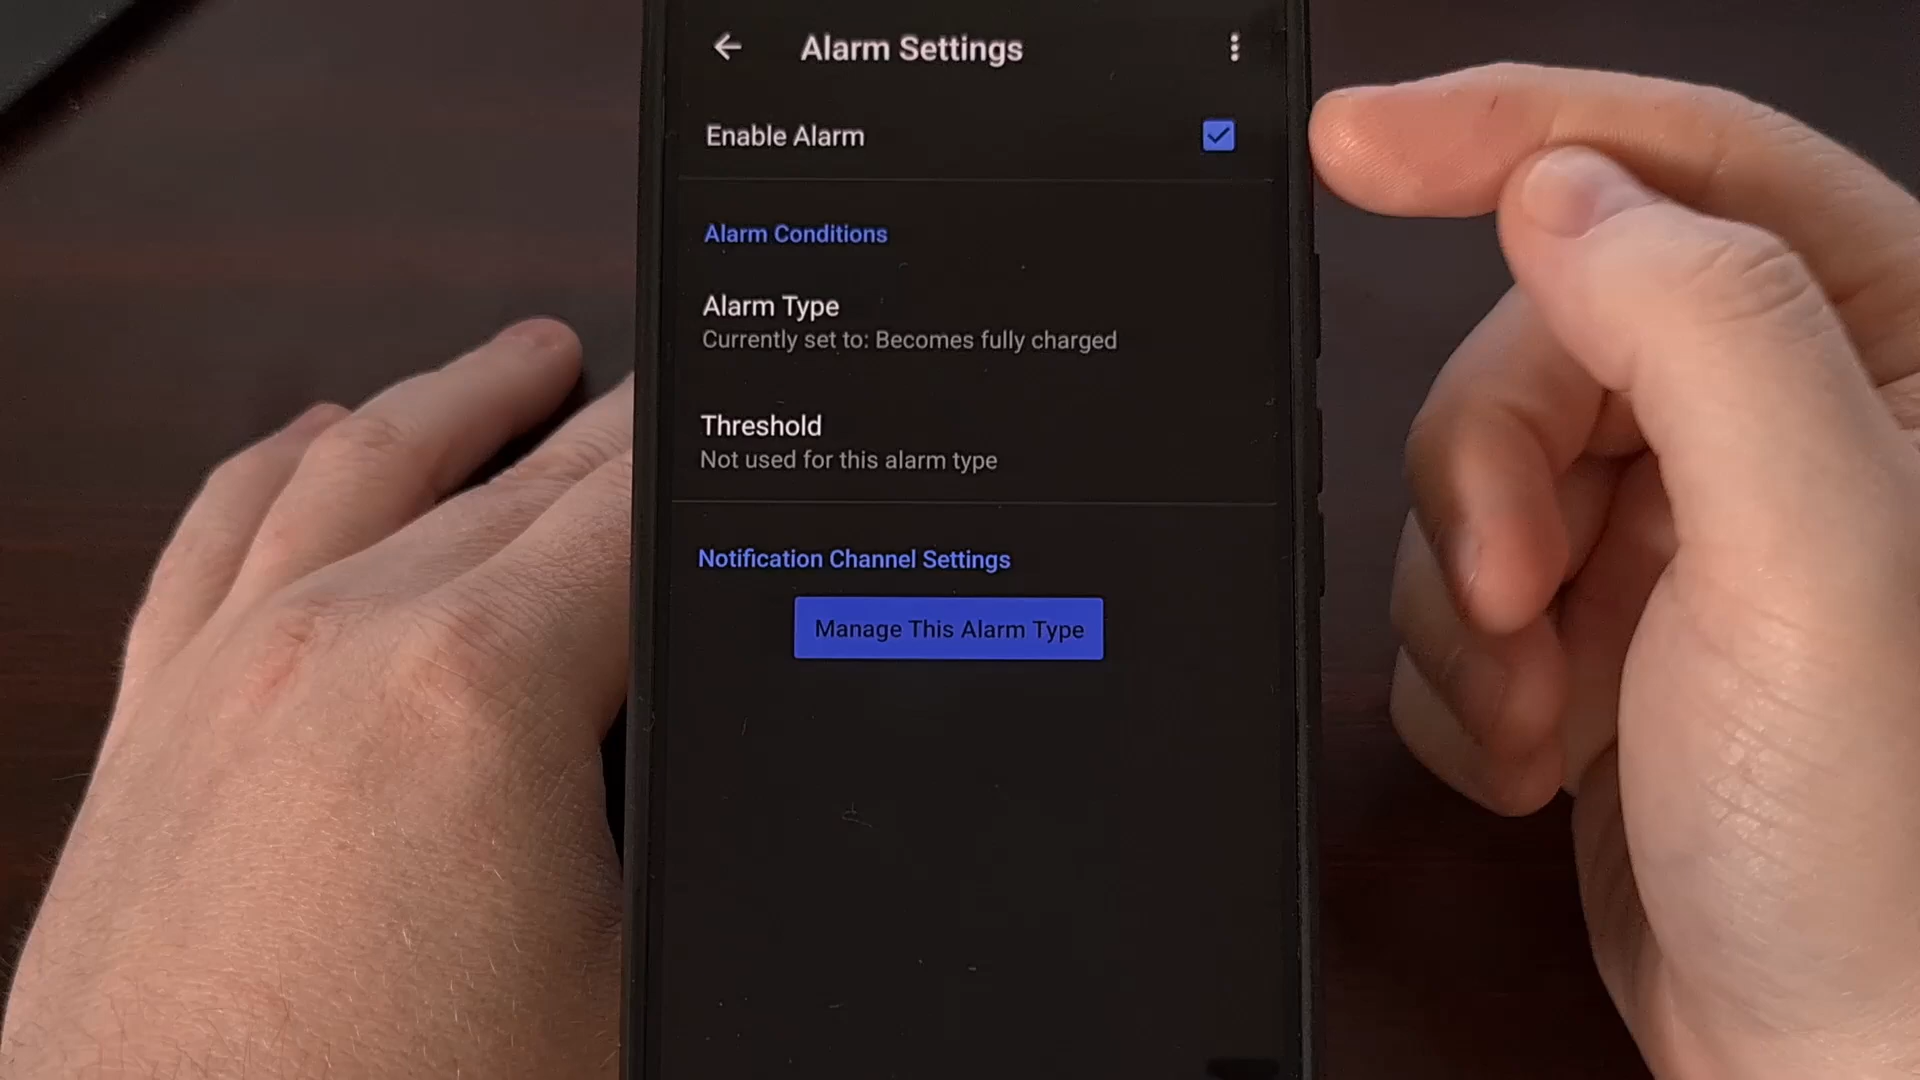 Alarm Settings
Enable Alarm
Alarm Conditions
Alarm Type
Currently set to: Becomes fully charged
Threshold
Not used for this alarm type
Notification Channel Settings
Manage This Alarm Type